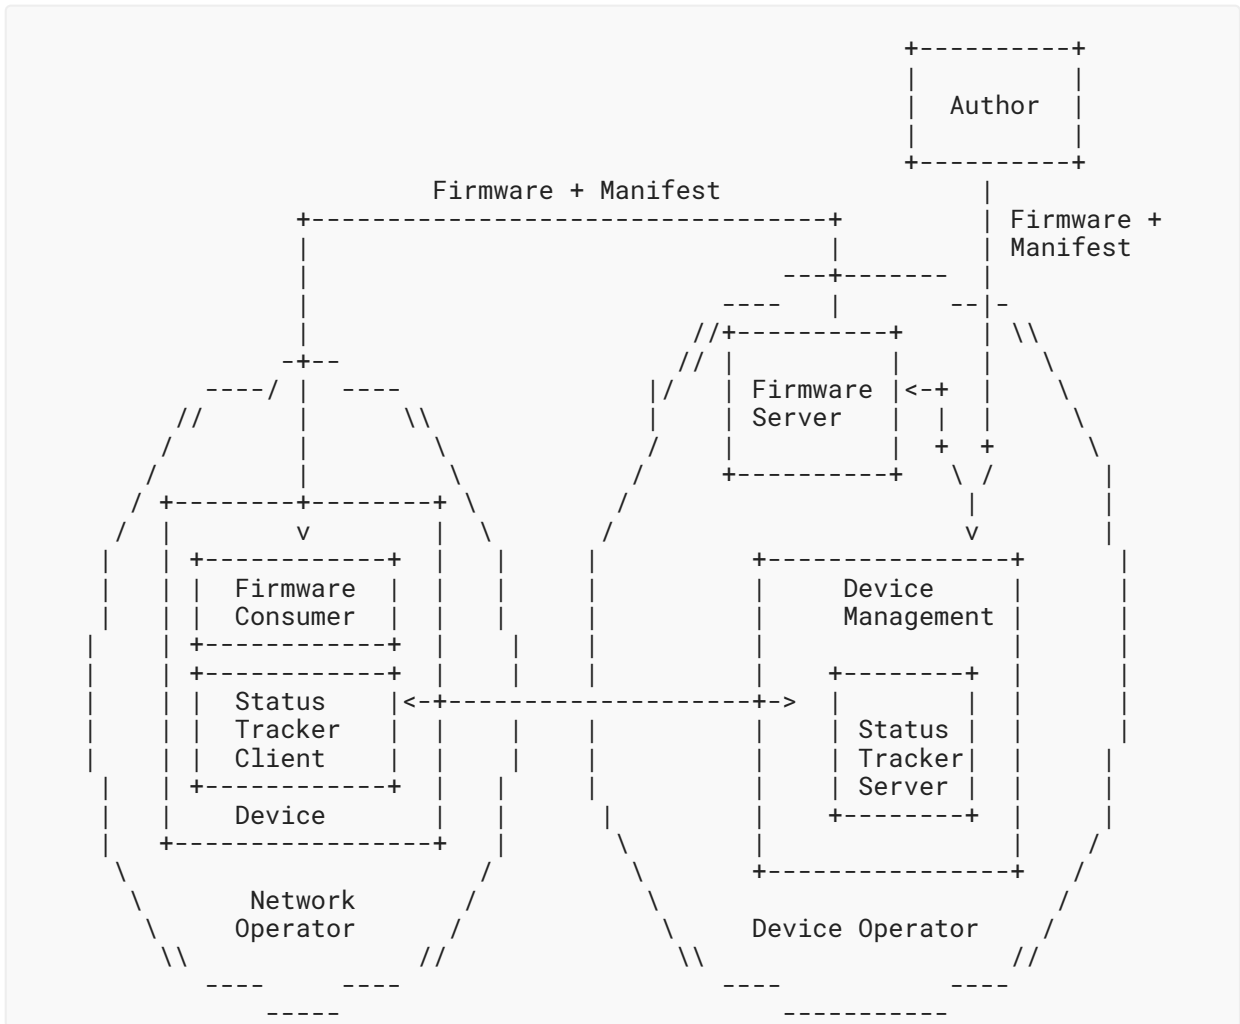 Author
Firmware + Manifest
Firmware +
Manifest
Firmware
Server
Firmware
Consumer
Device
Management
Status
Tracker
Client
Status
Tracker
Server
Device
Network
Operator
Device Operator